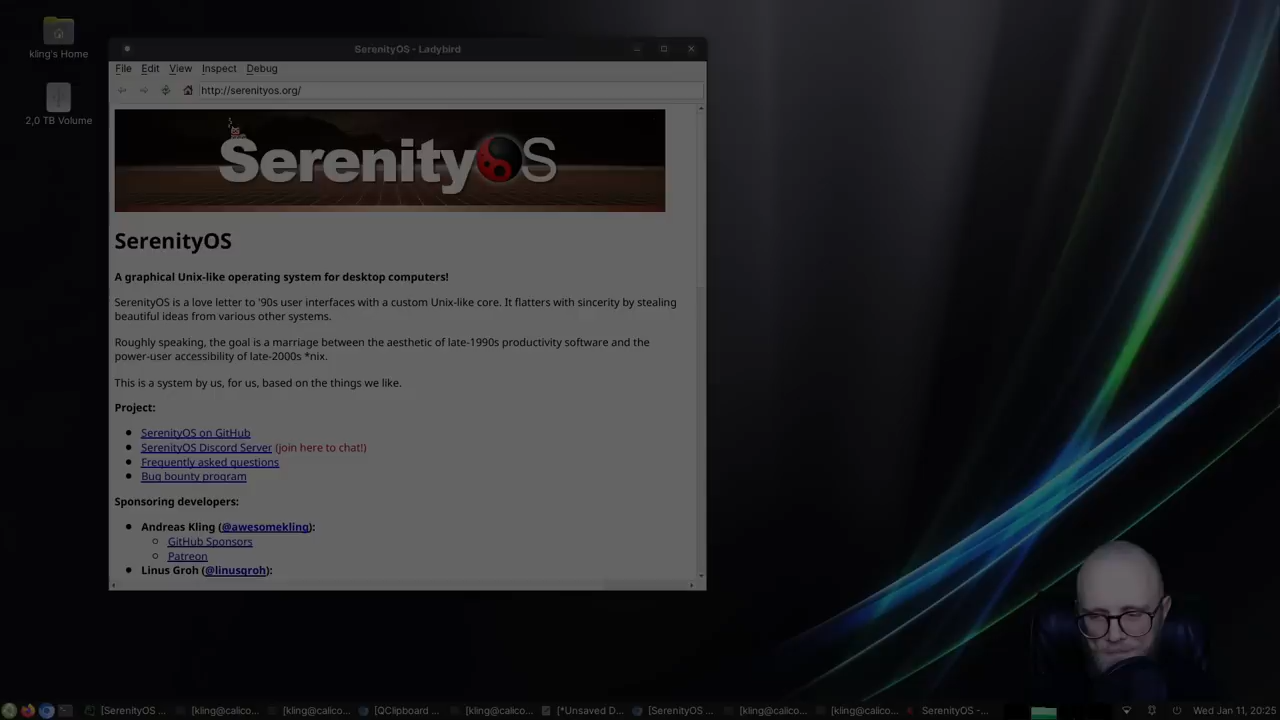 kling's Home
2,0 TB Volume
SerenityOS - Ladybird
File Edit View Inspect Debug
http://serenityos.org/
SerenityOS
SerenityOS
A graphical Unix-like operating system for desktop computers!
SerenityOS is a love letter to '90s user interfaces with a custom Unix-like core. It flatters with sincerity by stealing
beautiful ideas from various other systems.
Roughly speaking, the goal is a marriage between the aesthetic of late-1990s productivity software and the
power-user accessibility of late-2000s *nix.
This is a system by us, for us, based on the things we like.
Project:
SerenityOS on GitHub
SerenityOS Discord Server (join here to chat!)
Frequently asked questions
Bug bounty program
Sponsoring developers:
Andreas Kling (@awesomekling):
GitHub Sponsors
Patreon
Linus Groh (@linusgroh):
[SerenityOS ... [kling@calico... [kling@calico... [QClipboard ... [kling@calico... [*Unsaved D... [SerenityOS ... [kling@calico... [kling@calico... SerenityOS -... Wed Jan 11, 20:25